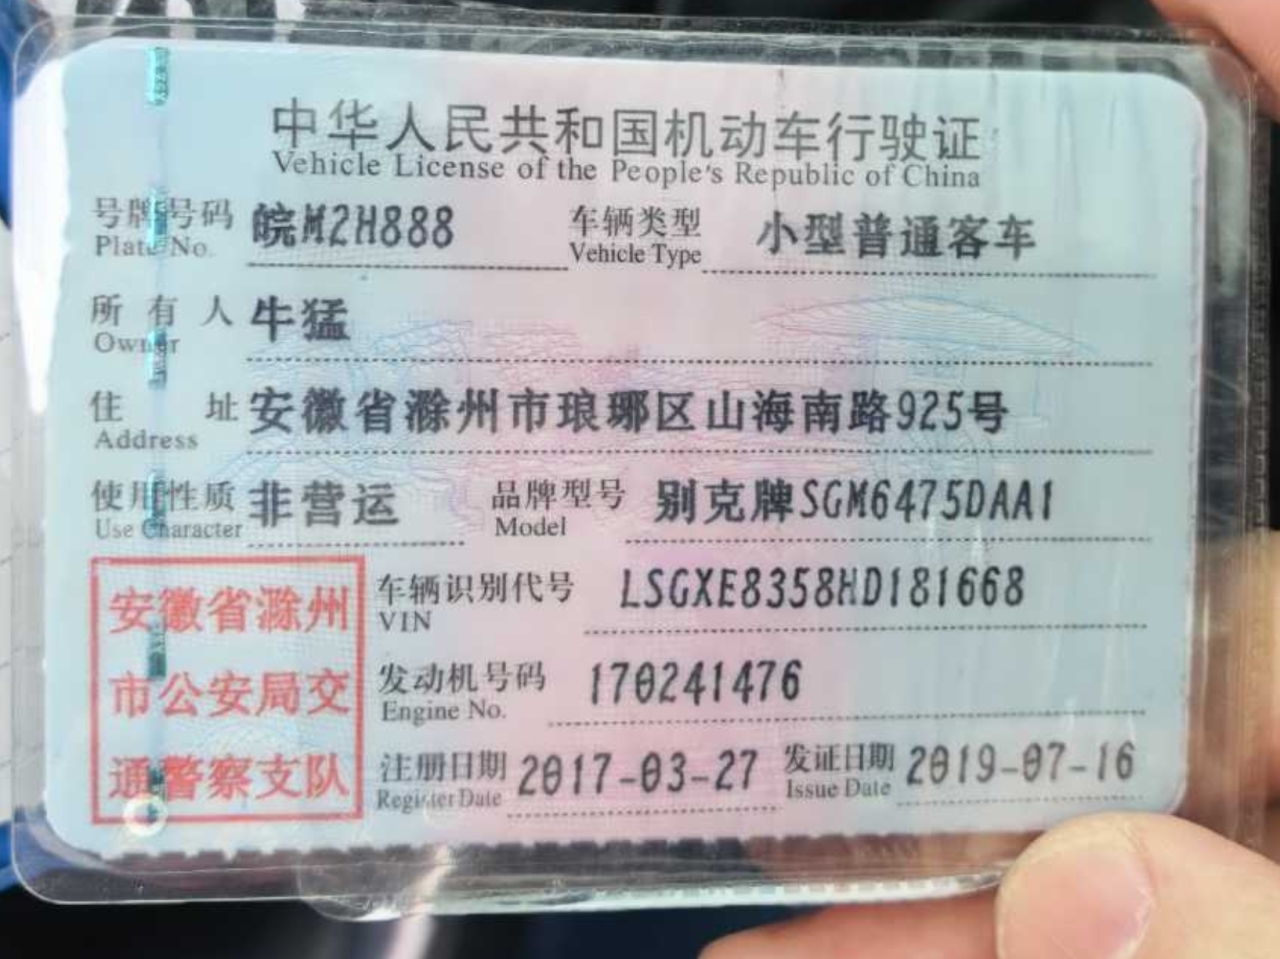 中华人民共和国机动车行驶证
Vehicle License of the People's Republic of China
号牌号码 皖M2H888 车辆类型 小型普通客车
Plate No. Vehicle Type
所有人 牛猛
Owner
住址 安徽省滁州市琅琊区山海南路925号
Address
使用性质 非营运 品牌型号 别克牌SGM6475DAA1
Use Character Model
安徽省滁州
市公安局交
通警察支队
车辆识别代号 LSGXE8358HD181668
VIN
发动机号码 170241476
Engine No.
注册日期 2017-03-27 发证日期 2019-07-16
Register Date Issue Date